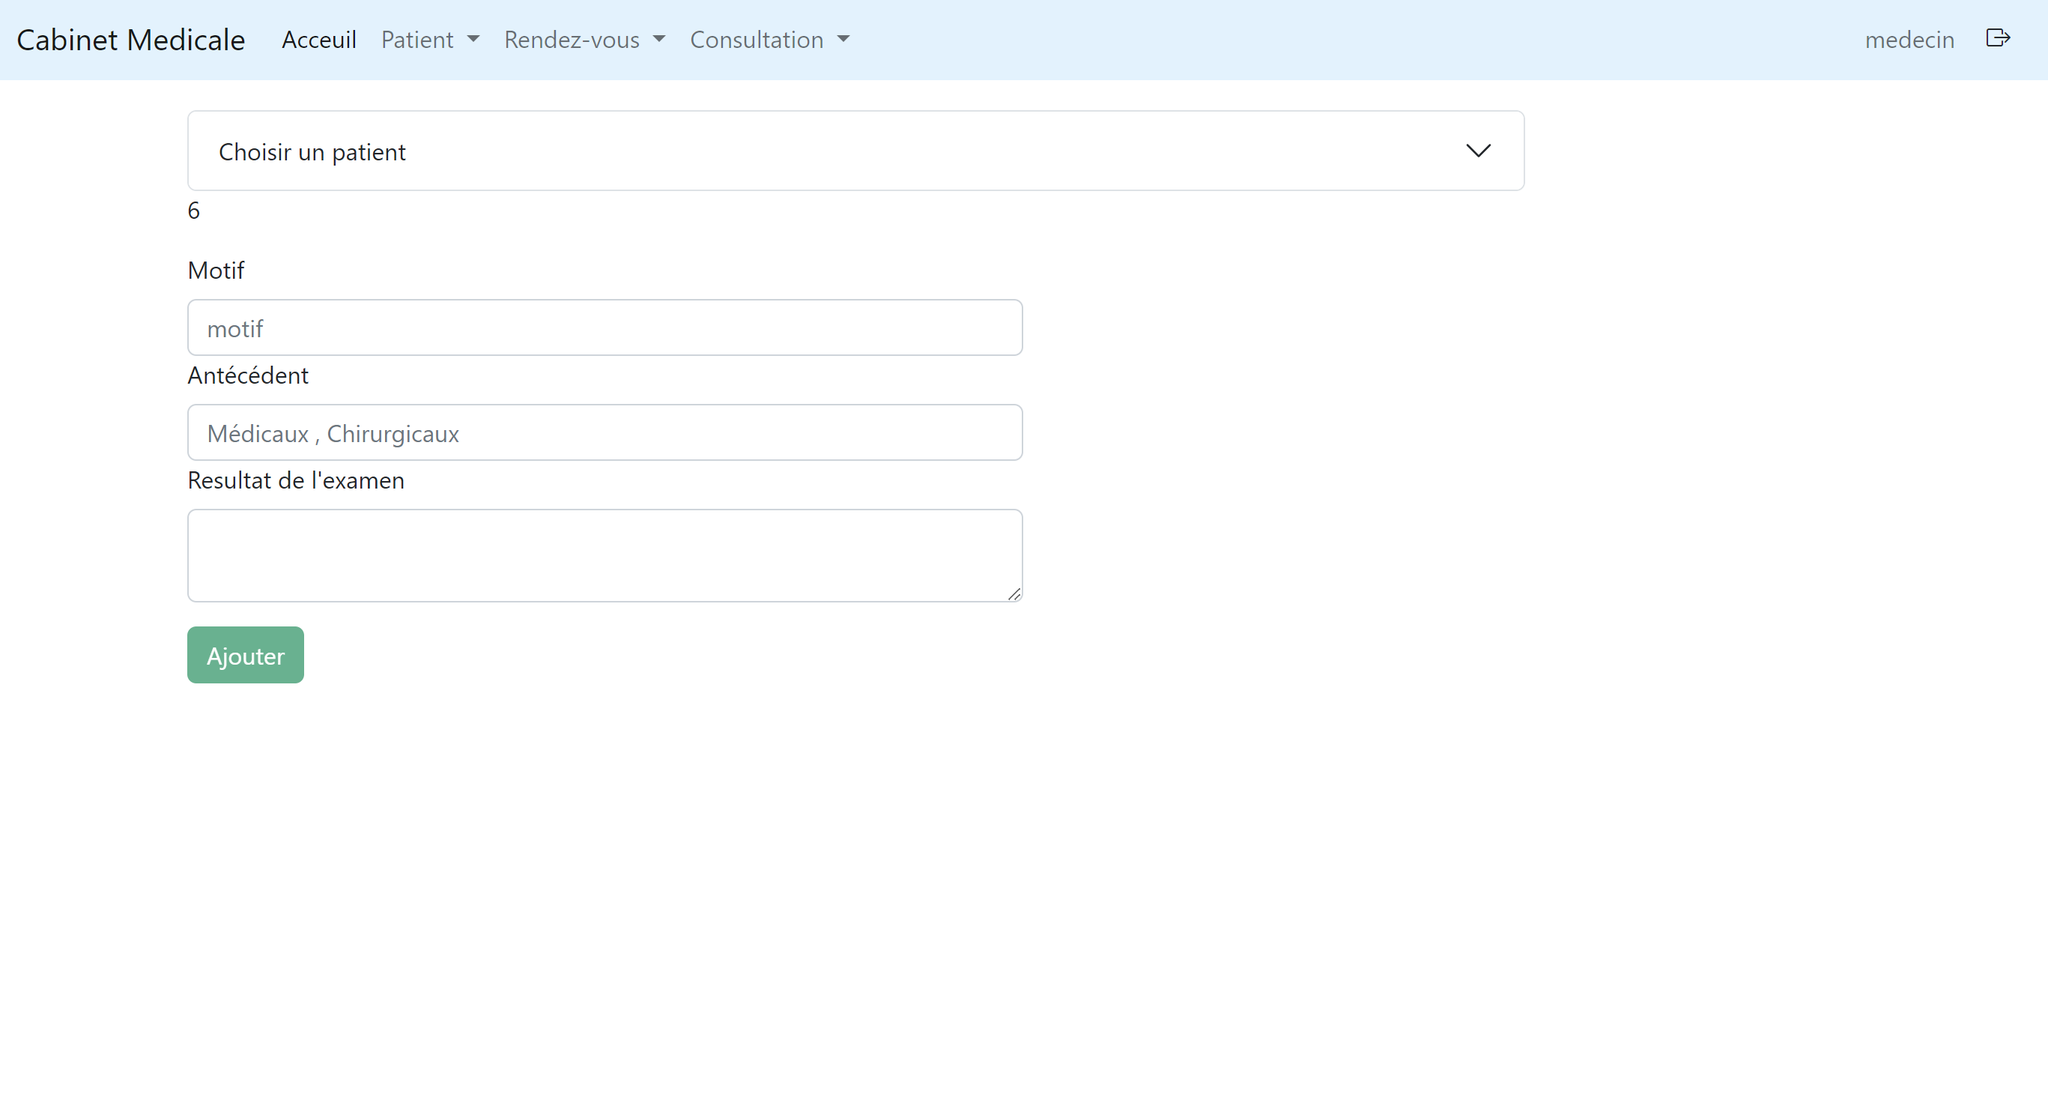 Cabinet Medicale Acceuil Patient Rendez-vous Consultation medecin
Choisir un patient
6
Motif
motif
Antécédent
Médicaux , Chirurgicaux
Resultat de l'examen
Ajouter